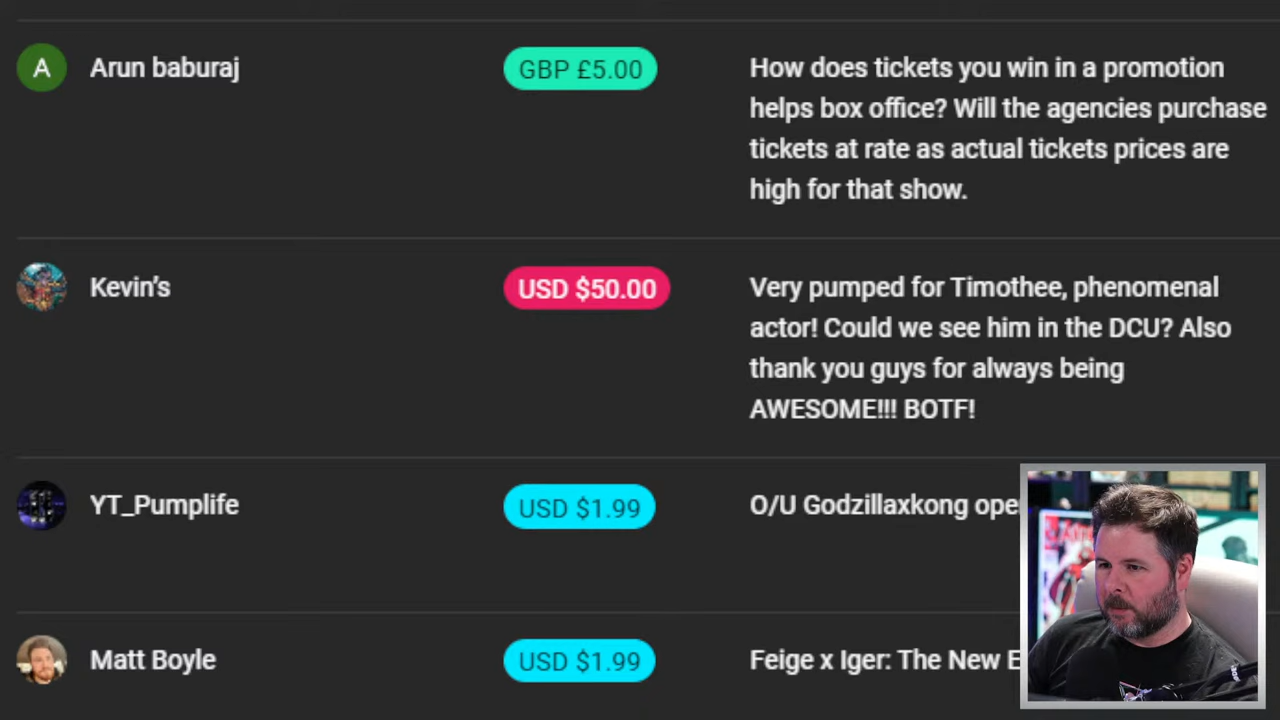 A Arun baburaj GBP £5.00 How does tickets you win in a promotion
helps box office? Will the agencies purchase
tickets at rate as actual tickets prices are
high for that show.
Kevin's USD $50.00 Very pumped for Timothee, phenomenal
actor! Could we see him in the DCU? Also
thank you guys for always being
AWESOME!!! BOTF!
YT_Pumplife USD $1.99 O/U Godzillaxkong
Matt Boyle USD $1.99 Feige x Iger: The New